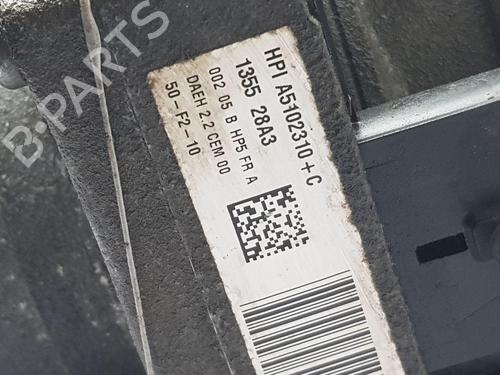 HPI A5102310+C
1355 28A3
002 05 B HP5 FR A
DAEH 2.2 CEM 00
50-F2-10
B-PARTS